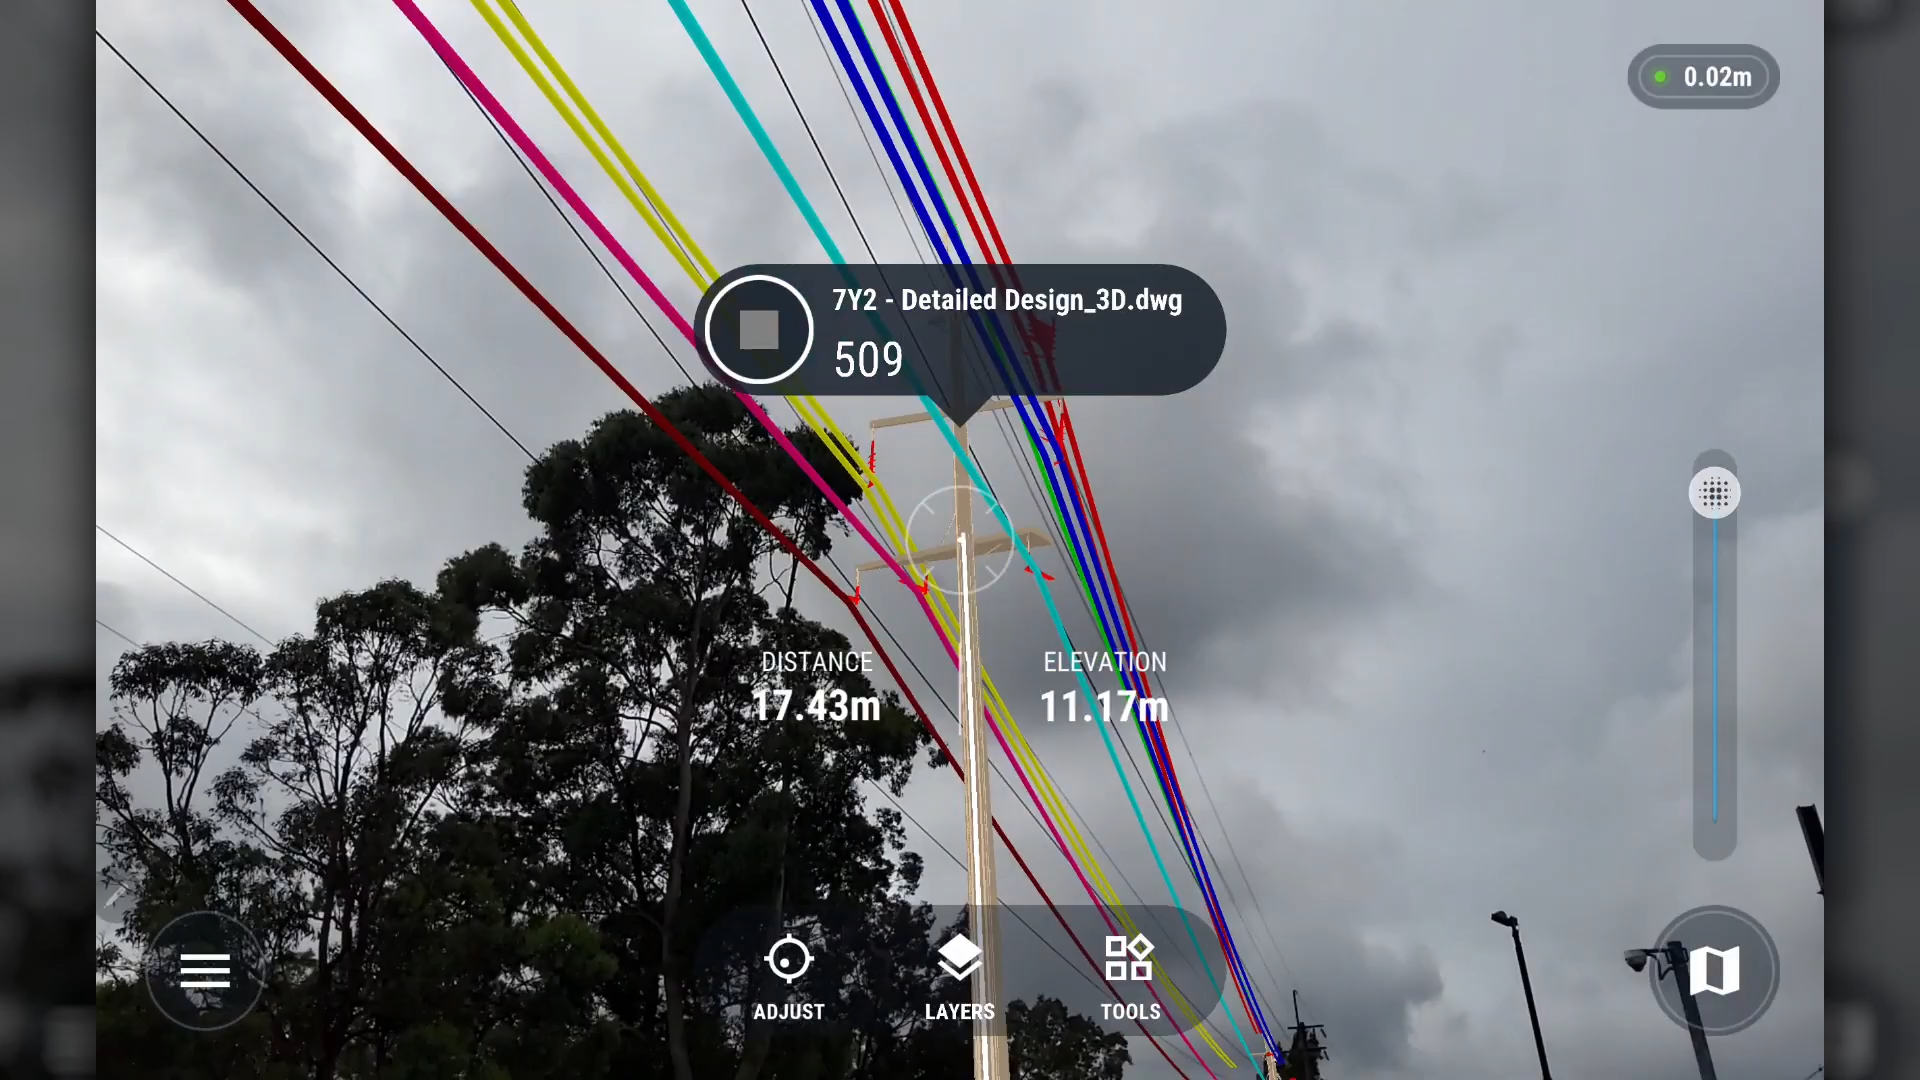 0.02m
7Y2 - Detailed Design_3D.dwg
509
DISTANCE
17.43m
ELEVATION
11.17m
ADJUST
LAYERS
TOOLS